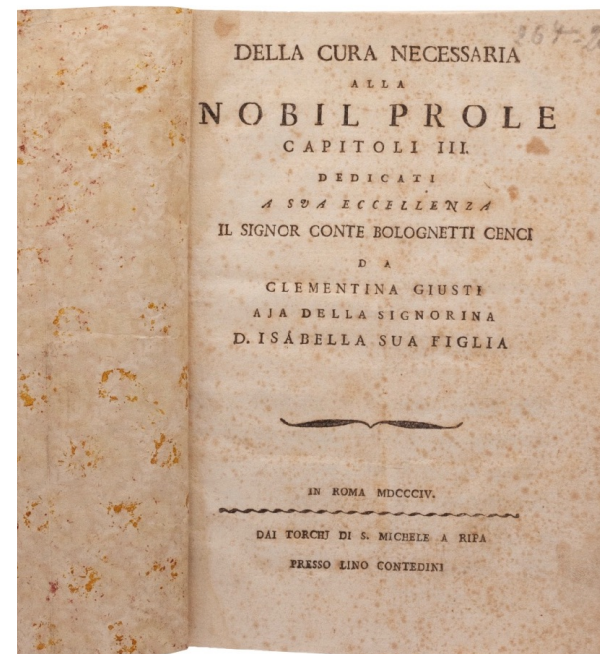 DELLA CURA NECESSARIA
ALLA
NOBIL PROLE
CAPITOLI III.
DEDICATI
A SVA ECCELLENZA
IL SIGNOR CONTE BOLOGNETTI CENCI
DA
CLEMENTINA GIUSTI
AJA DELLA SIGNORINA
D. ISABELLA SUA FIGLIA
IN ROMA MDCCCIV.
DAI TORCHJ DI S. MICHELE A RIPA
PRESSO LINO CONTEDINI